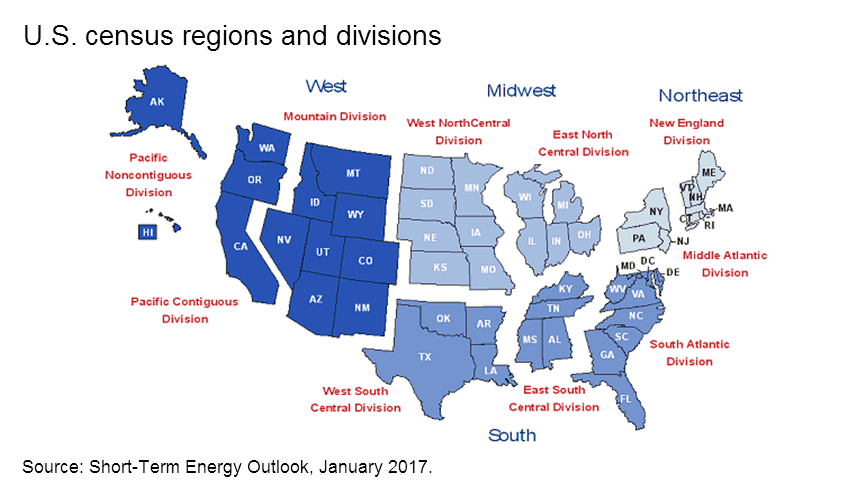 U.S. census regions and divisions
West
Midwest
Northeast
Mountain Division
West NorthCentral
Division
East North
Central Division
New England
Division
Pacific
Noncontiguous
Division
Pacific Contiguous
Division
Middle Atlantic
Division
South Atlantic
Division
West South
Central Division
East South
Central Division
South
AK
HI
WA
OR
CA
MT
ID
WY
NV
UT
CO
AZ
NM
ND
SD
NE
KS
MN
IA
MO
WI
MI
IL
IN
OH
ME
VT
NH
MA
CT
RI
NY
PA
NJ
MD
DC
DE
WV
VA
NC
SC
GA
FL
KY
TN
MS
AL
OK
AR
TX
LA
Source: Short-Term Energy Outlook, January 2017.